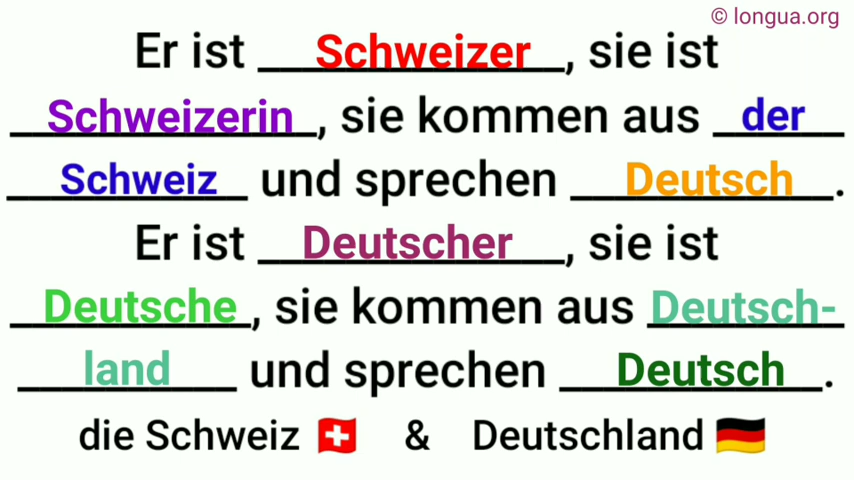 © longua.org
Er ist Schweizer, sie ist
Schweizerin, sie kommen aus der
Schweiz und sprechen Deutsch.
Er ist Deutscher, sie ist
Deutsche, sie kommen aus Deutsch-
land und sprechen Deutsch.
die Schweiz 🇨🇭 & Deutschland 🇩🇪